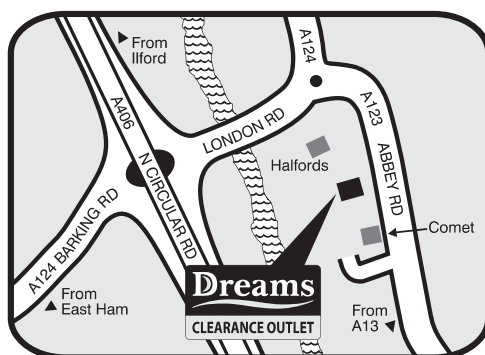 From
Ilford
A124
A406
LONDON RD
A123
ABBEY RD
Halfords
N CIRCULAR RD
A124 BARKING RD
Comet
From
East Ham
Dreams
CLEARANCE OUTLET
From
A13